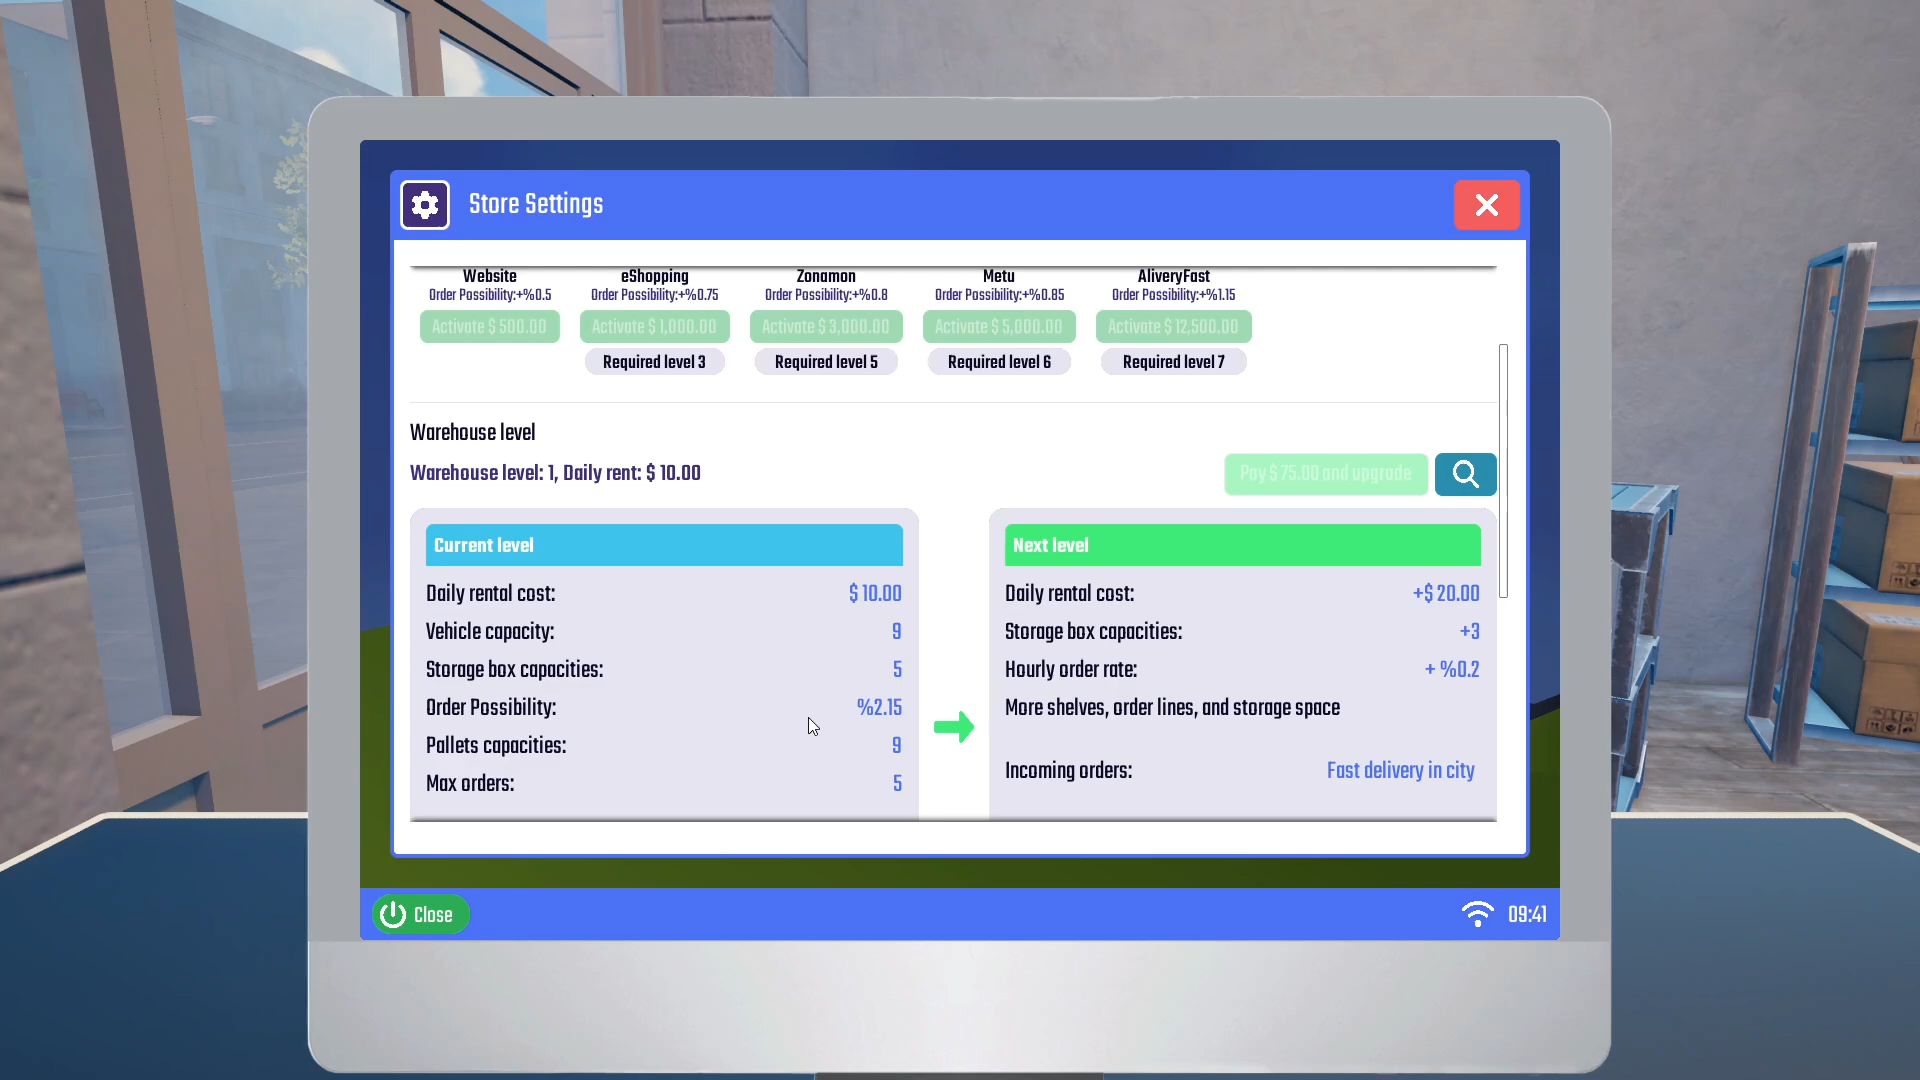 Store Settings
Website eShopping Zonamon Metu AliveryFast
Order Possibility:+%0.5 Order Possibility:+%0.75 Order Possibility:+%0.8 Order Possibility:+%0.85 Order Possibility:+%1.15
Activate $ 500.00 Activate $ 1,000.00 Activate $ 3,000.00 Activate $ 5,000.00 Activate $ 12,500.00
Required level 3 Required level 5 Required level 6 Required level 7
Warehouse level
Warehouse level: 1, Daily rent: $ 10.00
Pay $ 75.00 and upgrade
Current level
Daily rental cost: $ 10.00
Vehicle capacity: 9
Storage box capacities: 5
Order Possibility: %2.15
Pallets capacities: 9
Max orders: 5
Next level
Daily rental cost: +$ 20.00
Storage box capacities: +3
Hourly order rate: + %0.2
More shelves, order lines, and storage space
Incoming orders: Fast delivery in city
Close
09:41